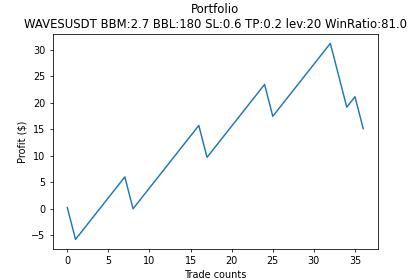 Portfolio
WAVESUSDT BBM:2.7 BBL:180 SL:0.6 TP:0.2 lev:20 WinRatio:81.0
Profit ($)
30
25
20
15
10
5
0
−5
0 5 10 15 20 25 30 35
Trade counts